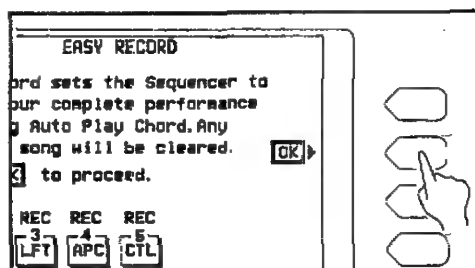 EASY RECORD
ord sets the Sequencer to
our complete performance
g Auto Play Chord. Any
song will be cleared.
OK
to proceed.
REC REC REC
3 4 5
LFT APC CTL